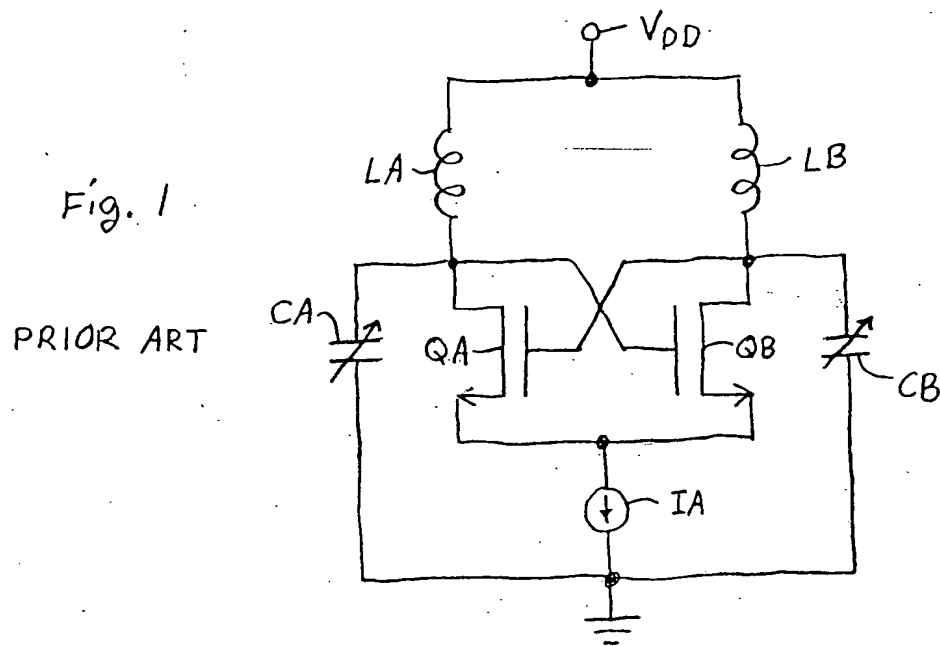 VDD
LA
LB
Fig. 1
PRIOR ART
CA
QA
QB
CB
IA